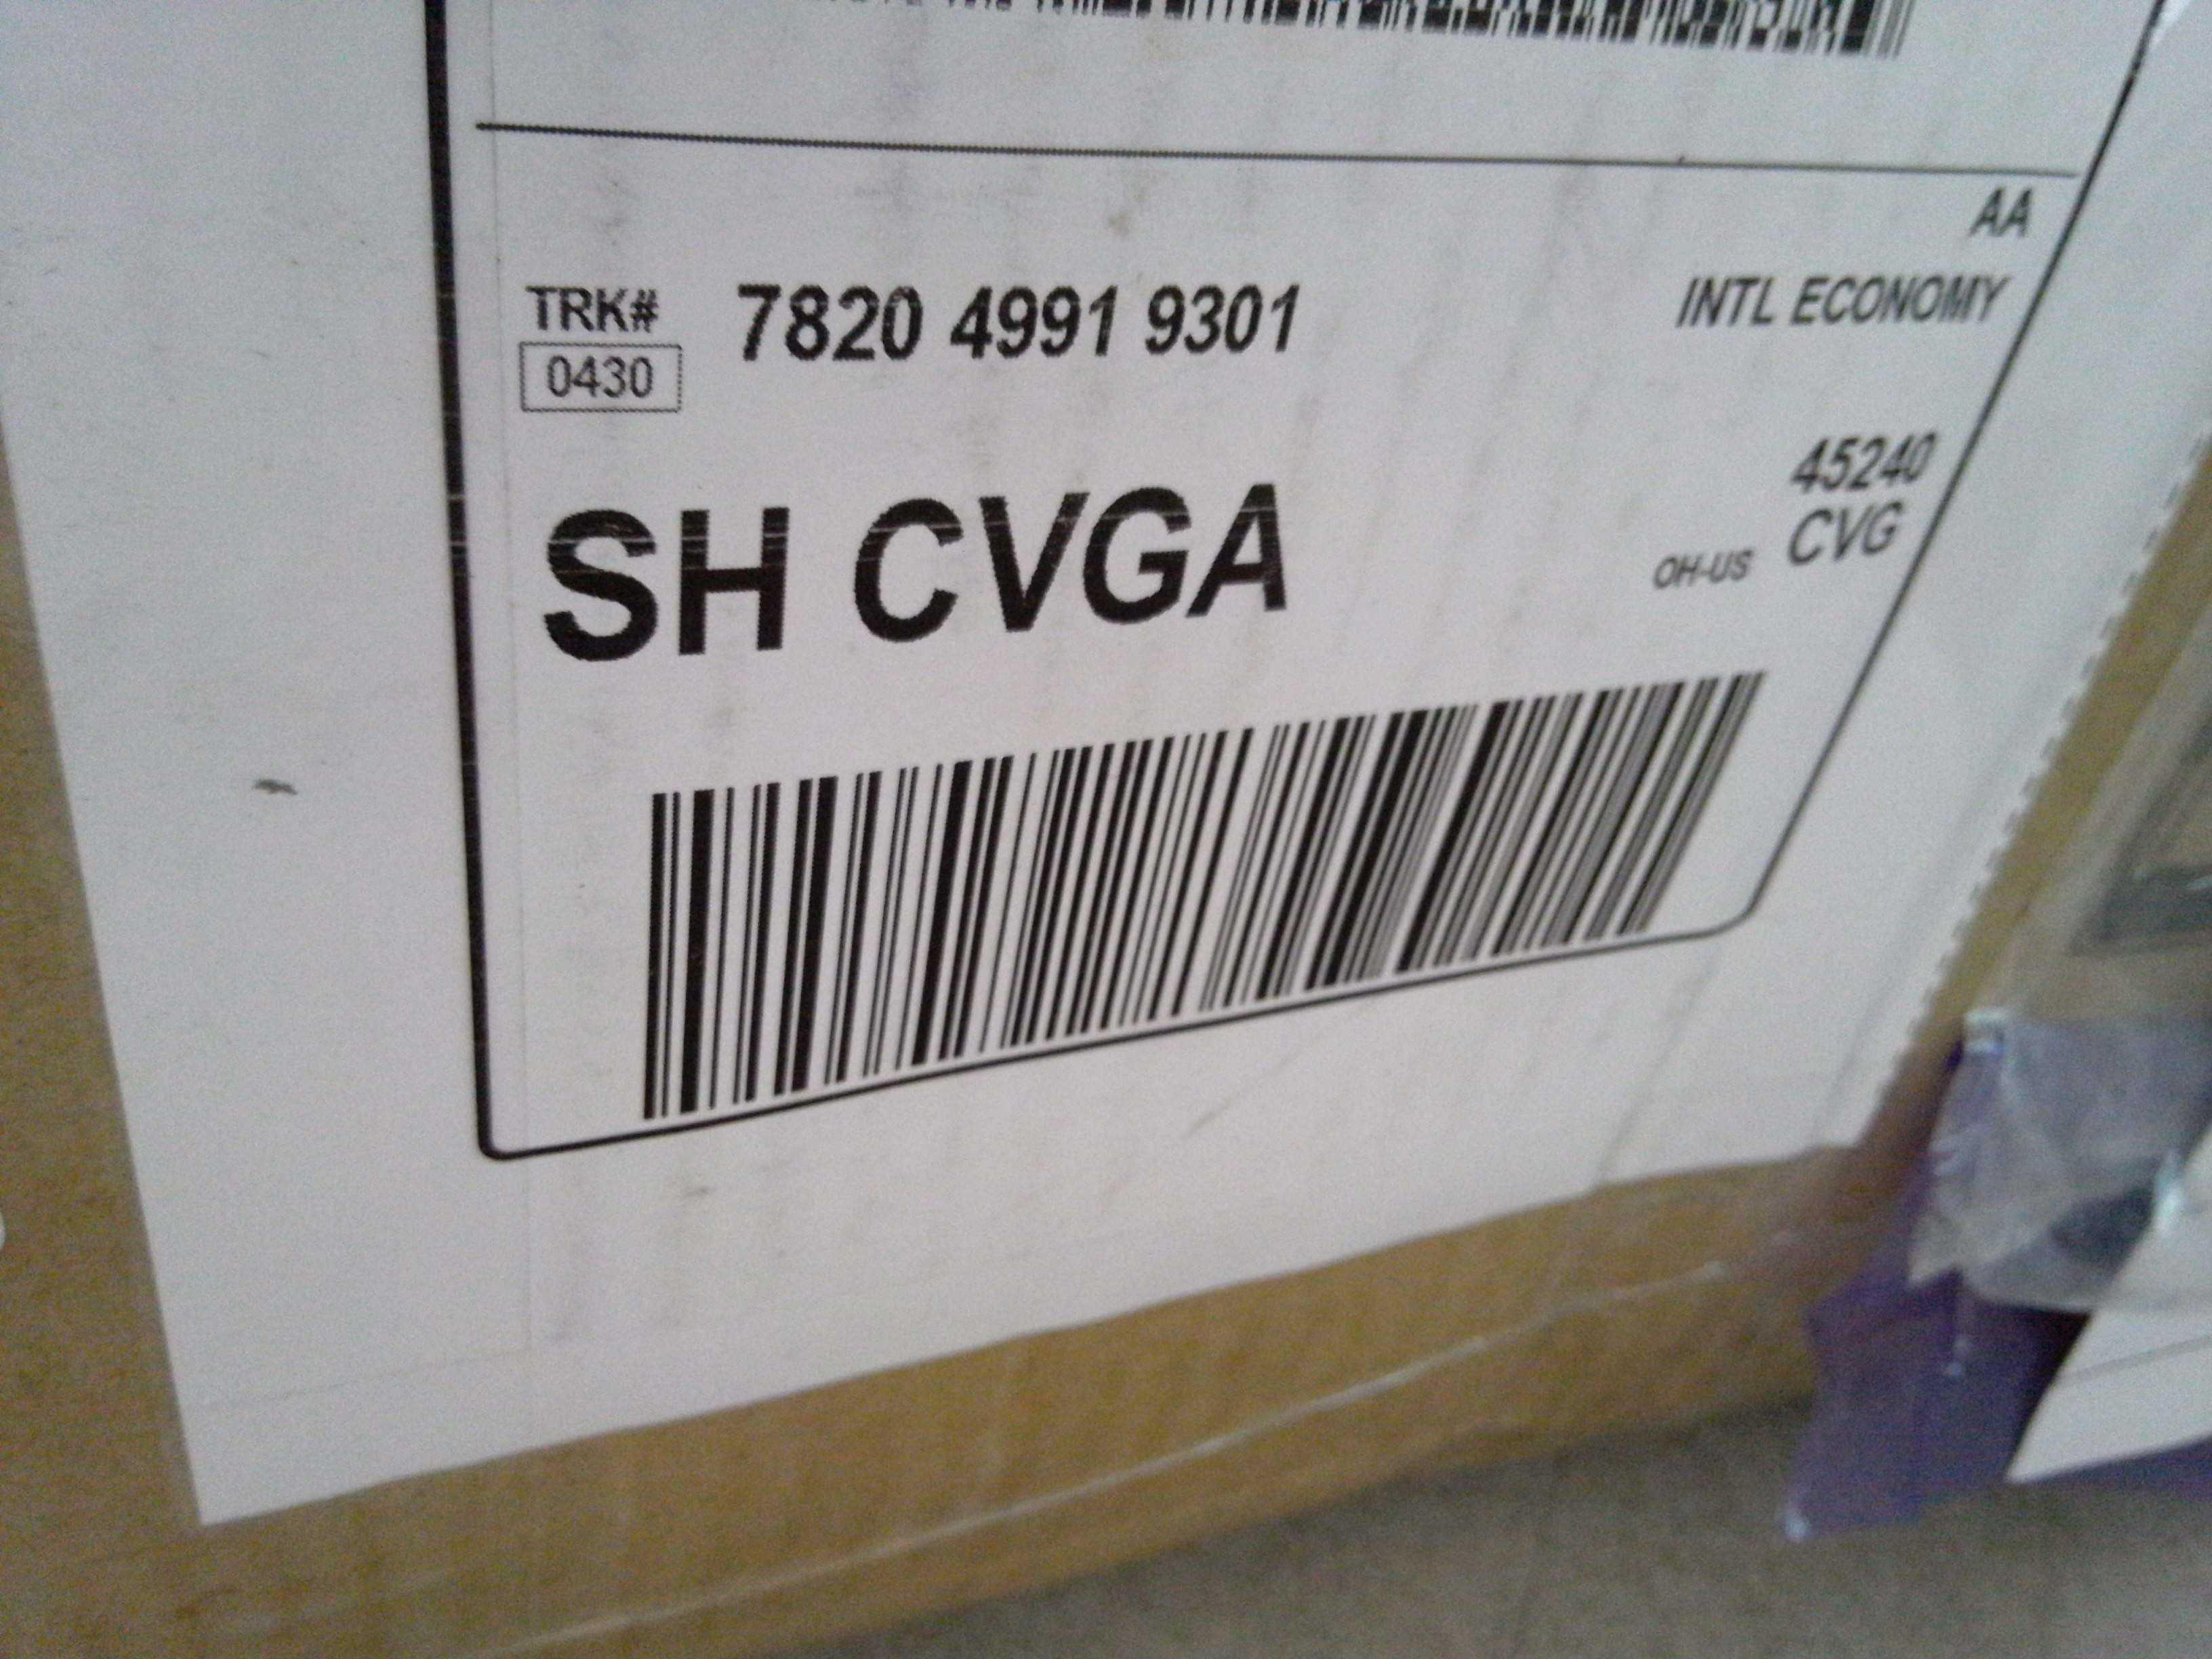 AA
TRK# 7820 4991 9301 INTL ECONOMY
0430
SH CVGA 45240
OH-US CVG